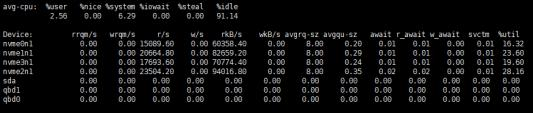 avg-cpu: %user %nice %system %iowait %steal %idle
2.56 0.00 6.29 0.00 0.00 91.14
Device: rrqm/s wrqm/s r/s w/s rkB/s wkB/s avgrq-sz avgqu-sz await r_await w_await svctm %util
nvme0n1 0.00 0.00 15089.60 0.00 60358.40 0.00 8.00 0.20 0.01 0.01 0.00 0.01 16.32
nvme1n1 0.00 0.00 20664.80 0.00 82659.20 0.00 8.00 0.29 0.01 0.01 0.00 0.01 23.60
nvme3n1 0.00 0.00 17693.60 0.00 70774.40 0.00 8.00 0.24 0.01 0.01 0.00 0.01 19.60
nvme2n1 0.00 0.00 23504.20 0.00 94016.80 0.00 8.00 0.35 0.02 0.02 0.00 0.01 28.16
sda 0.00 0.00 0.00 0.00 0.00 0.00 0.00 0.00 0.00 0.00 0.00 0.00 0.00
qbd1 0.00 0.00 0.00 0.00 0.00 0.00 0.00 0.00 0.00 0.00 0.00 0.00 0.00
qbd0 0.00 0.00 0.00 0.00 0.00 0.00 0.00 0.00 0.00 0.00 0.00 0.00 0.00